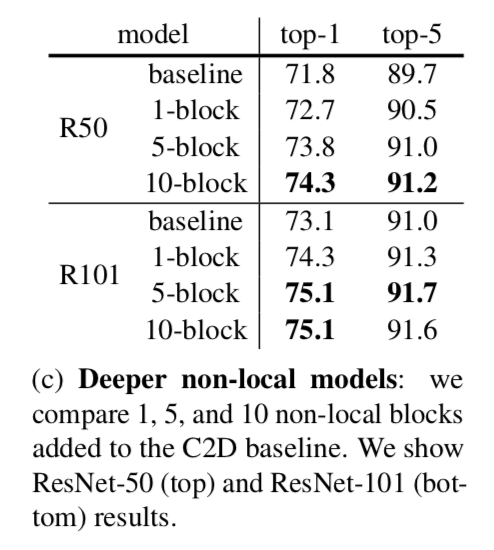 model top-1 top-5
baseline 71.8 89.7
1-block 72.7 90.5
R50
5-block 73.8 91.0
10-block 74.3 91.2
baseline 73.1 91.0
1-block 74.3 91.3
R101
5-block 75.1 91.7
10-block 75.1 91.6
(c) Deeper non-local models: we
compare 1, 5, and 10 non-local blocks
added to the C2D baseline. We show
ResNet-50 (top) and ResNet-101 (bot-
tom) results.